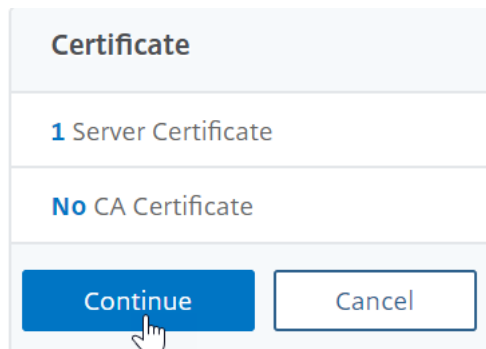 Certificate
1 Server Certificate
No CA Certificate
Continue Cancel